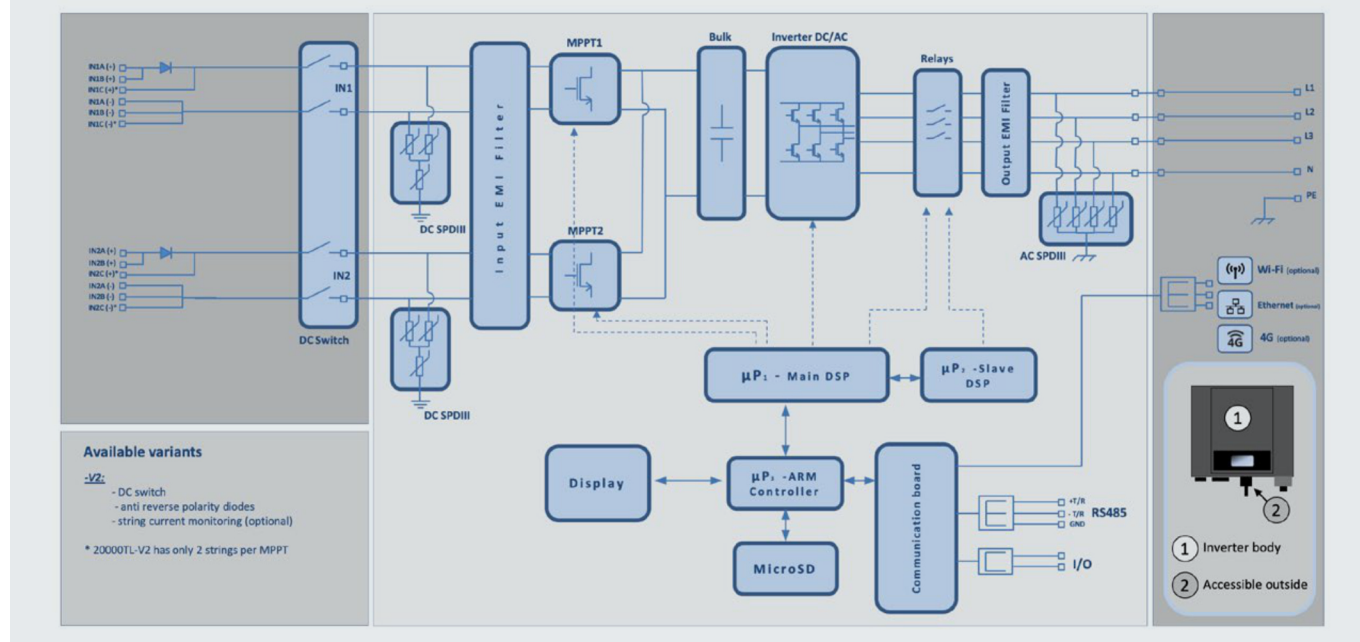 IN1A (+)
IN1B (+)
IN1C (+)*
IN1A (-)
IN1B (-)
IN1C (-)*
IN1
DC SPDIII
Input EMI Filter
MPPT1
Bulk
Inverter DC/AC
Relays
Output EMI Filter
L1
L2
L3
N
PE
AC SPDIII
IN2A (+)
IN2B (+)
IN2C (+)*
IN2A (-)
IN2B (-)
IN2C (-)*
IN2
DC Switch
DC SPDIII
MPPT2
Wi-Fi (optional)
Ethernet (optional)
4G
4G (optional)
µP₁ - Main DSP
µP₂ -Slave
DSP
Available variants
-V2:
- DC switch
- anti reverse polarity diodes
- string current monitoring (optional)
* 20000TL-V2 has only 2 strings per MPPT
Display
µP₃ -ARM
Controller
MicroSD
Communication board
+T/R
- T/R
GND
RS485
I/O
1
2
1 Inverter body
2 Accessible outside